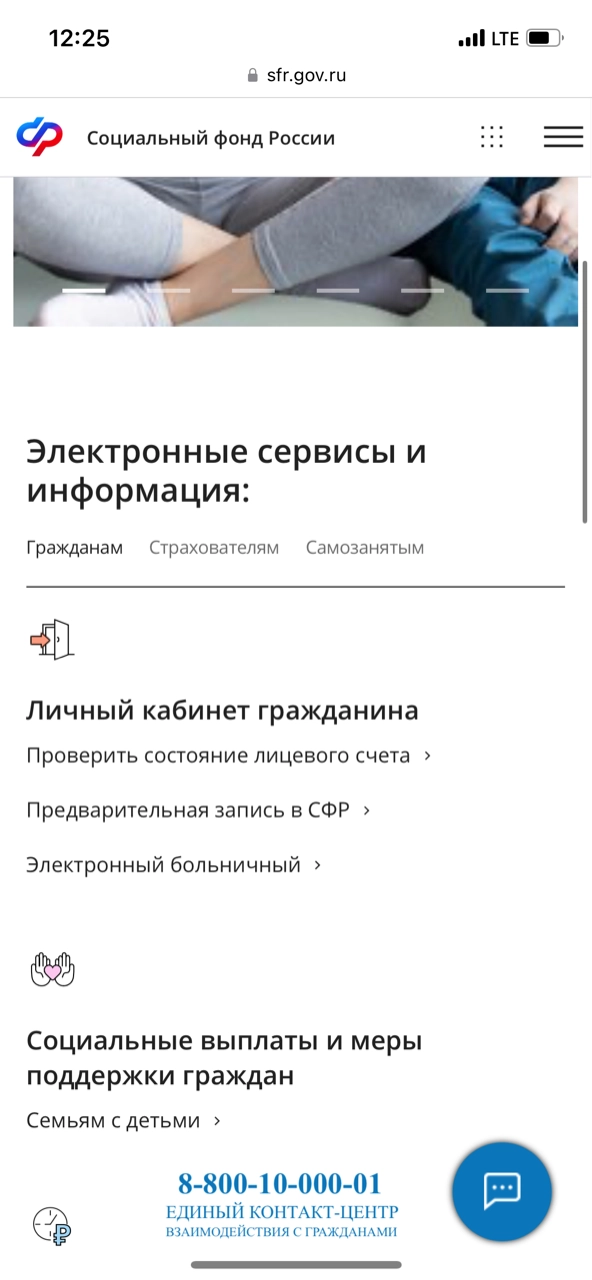 12:25
LTE
sfr.gov.ru
Социальный фонд России
Электронные сервисы и
информация:
Гражданам Страхователям Самозанятым
Личный кабинет гражданина
Проверить состояние лицевого счета
Предварительная запись в СФР
Электронный больничный
Социальные выплаты и меры
поддержки граждан
Семьям с детьми
8-800-10-000-01
ЕДИНЫЙ КОНТАКТ-ЦЕНТР
ВЗАИМОДЕЙСТВИЯ С ГРАЖДАНАМИ